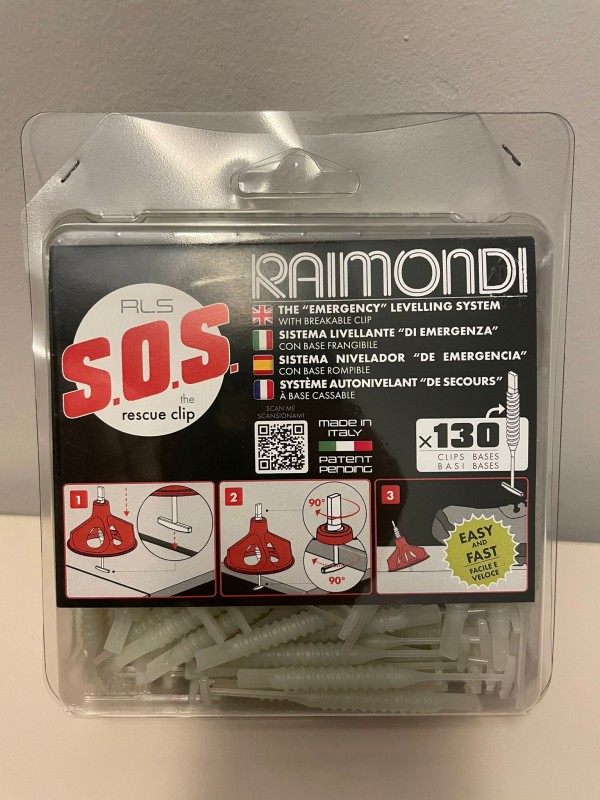 RAIMONDI
RLS
S.O.S.
the
rescue clip
THE "EMERGENCY" LEVELLING SYSTEM
WITH BREAKABLE CLIP
SISTEMA LIVELLANTE "DI EMERGENZA"
CON BASE FRANGIBILE
SISTEMA NIVELADOR "DE EMERGENCIA"
CON BASE ROMPIBLE
SYSTÈME AUTONIVELANT "DE SECOURS"
À BASE CASSABLE
SCAN ME
SCANSIONAMI
MADE IN
ITALY
PATENT
PENDING
x130
CLIPS BASES
BASI BASES
1
2
90°
90°
3
EASY
AND
FAST
FACILE E
VELOCE